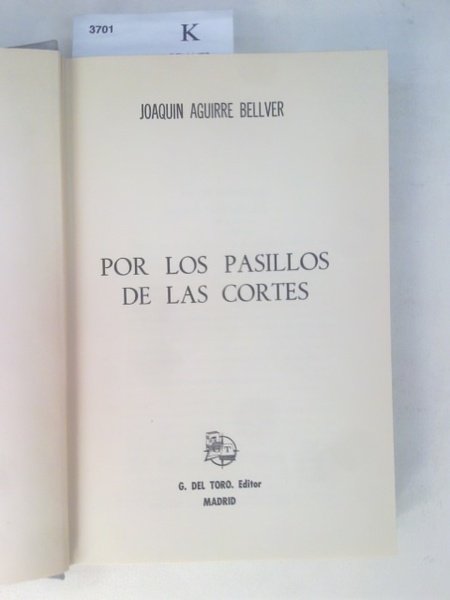 3701
K
JOAQUIN AGUIRRE BELLVER
POR LOS PASILLOS
DE LAS CORTES
G T
G. DEL TORO. Editor
MADRID